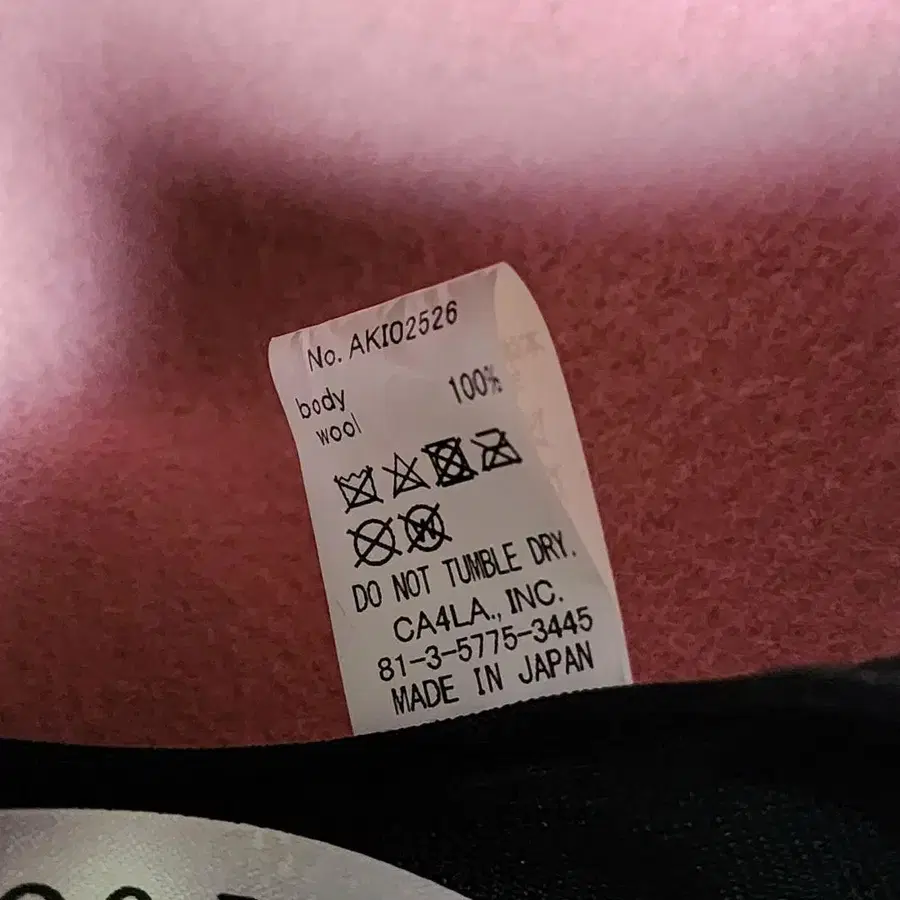 No. AKI02526
body 100%
wool
DO NOT TUMBLE DRY.
CA4LA., INC.
81-3-5775-3445
MADE IN JAPAN